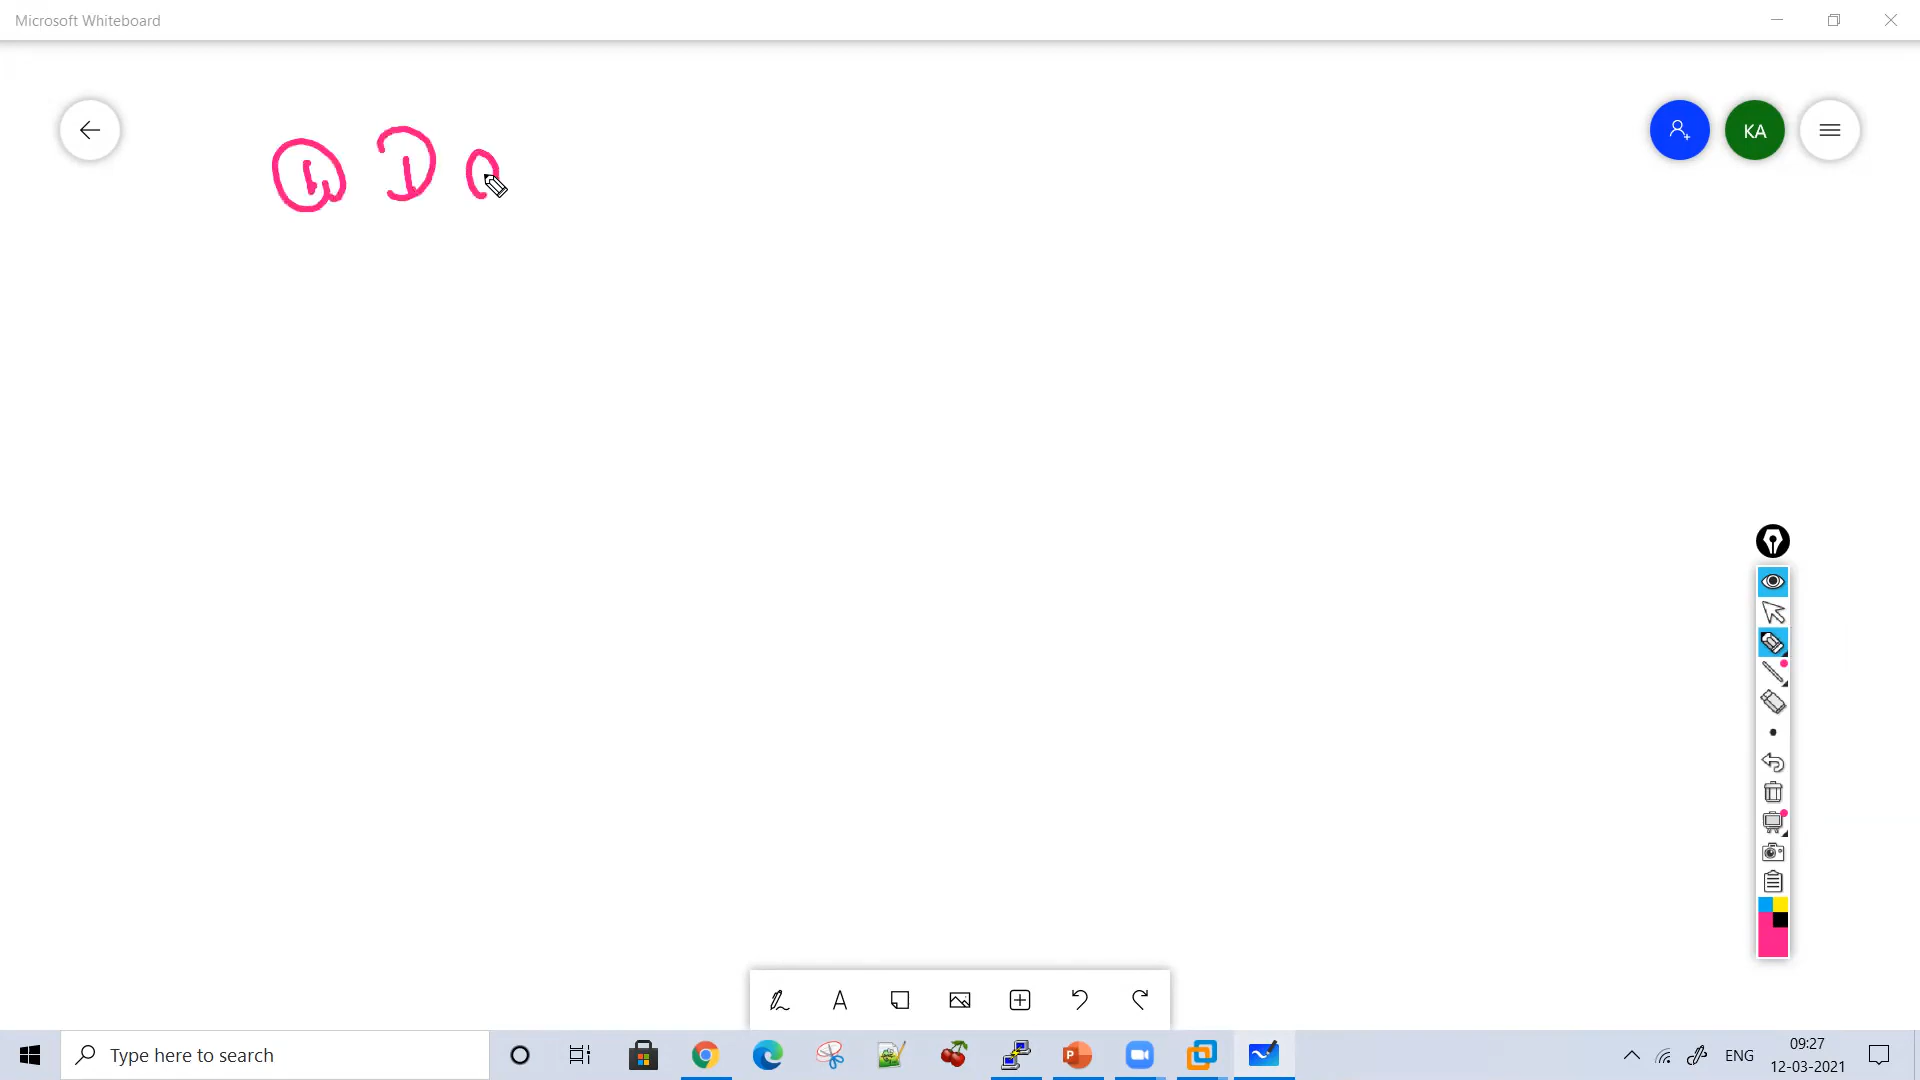 Microsoft Whiteboard
KA
A
Type here to search
P
ENG
09:27
12-03-2021